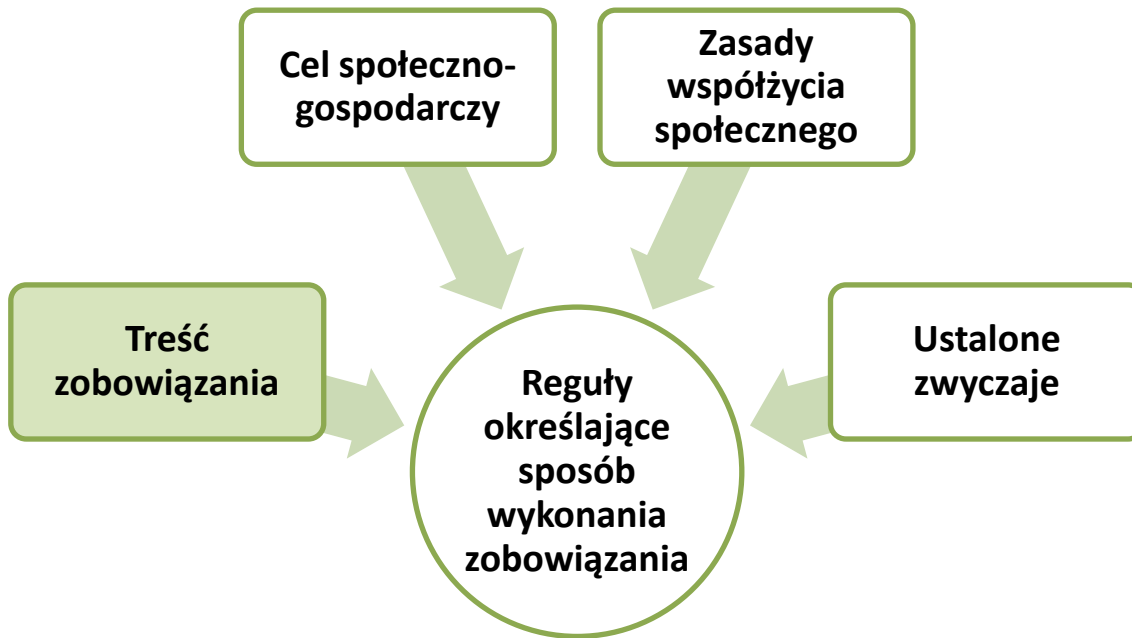 Cel społeczno-
gospodarczy
Zasady
współżycia
społecznego
Treść
zobowiązania
Ustalone
zwyczaje
Reguły
określające
sposób
wykonania
zobowiązania